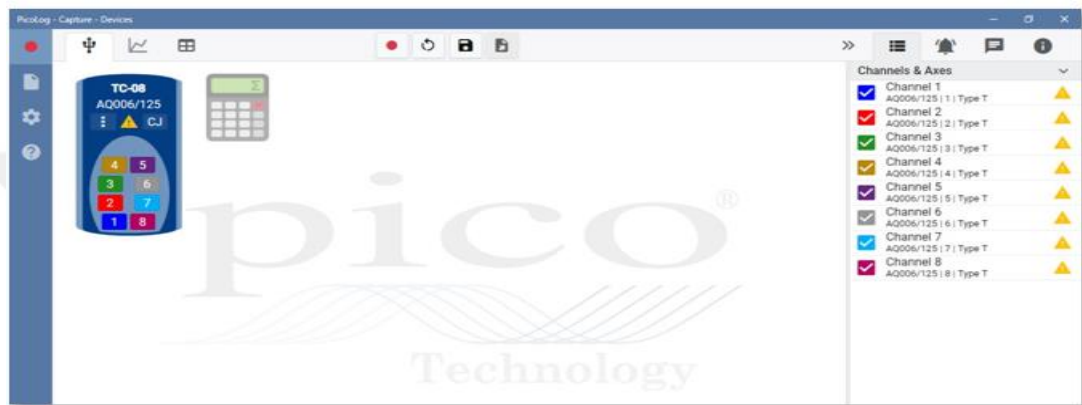 PicoLog - Capture - Devices
TC-08
AQ006/125
CJ
4 5
3 6
2 7
1 8
Σ
Channels & Axes
Channel 1
AQ006/125 | 1 | Type T
Channel 2
AQ006/125 | 2 | Type T
Channel 3
AQ006/125 | 3 | Type T
Channel 4
AQ006/125 | 4 | Type T
Channel 5
AQ006/125 | 5 | Type T
Channel 6
AQ006/125 | 6 | Type T
Channel 7
AQ006/125 | 7 | Type T
Channel 8
AQ006/125 | 8 | Type T
pico®
Technology